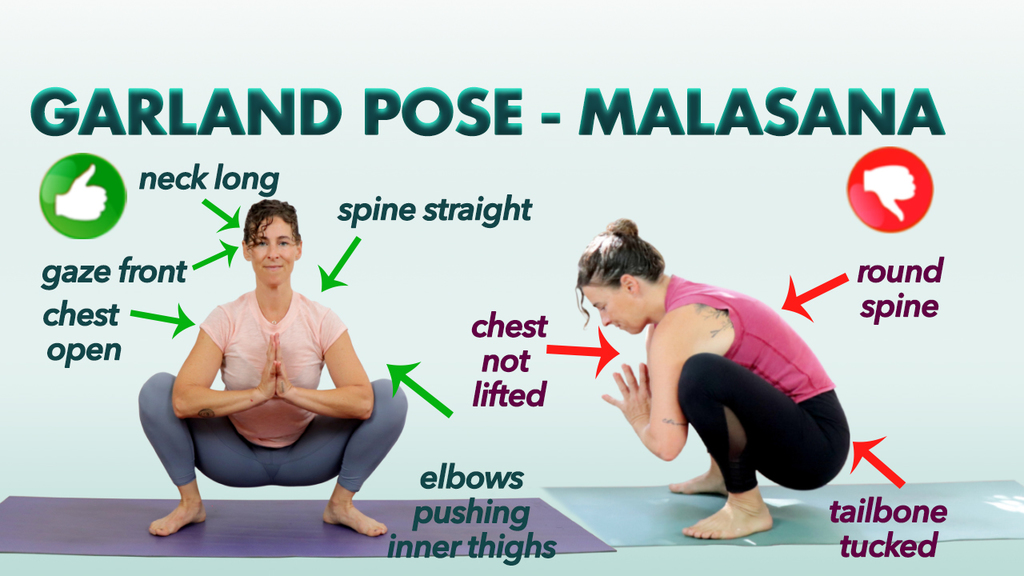 GARLAND POSE - MALASANA
neck long
spine straight
gaze front
chest
open
elbows
pushing
inner thighs
chest
not
lifted
round
spine
tailbone
tucked